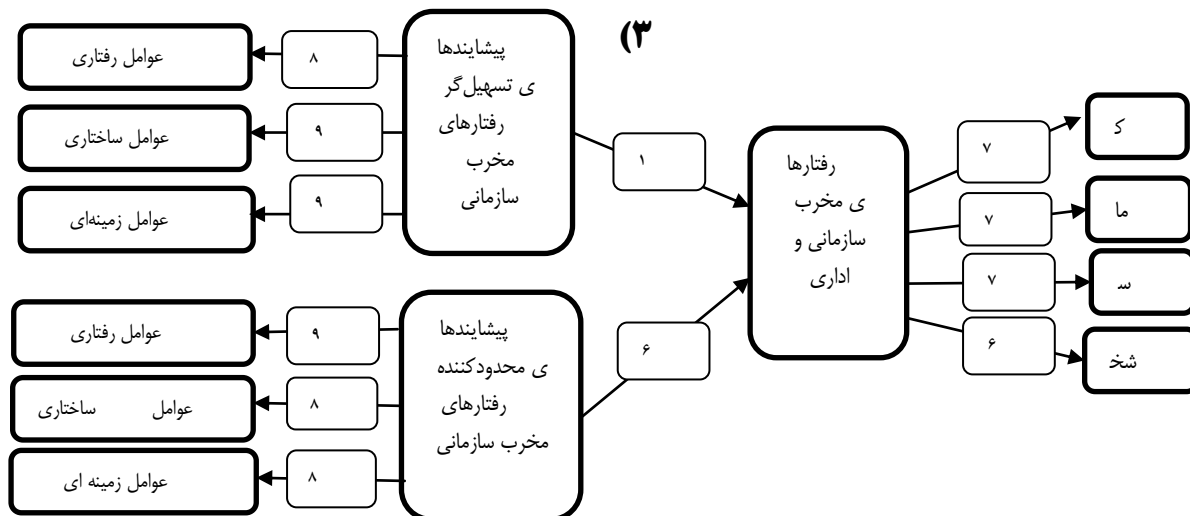 ۳)
پیشایندها
ی تسهیل‌گر
رفتارهای
مخرب
سازمانی
۸
عوامل رفتاری
۹
عوامل ساختاری
۹
عوامل زمینه‌ای
۱
رفتارها
ی مخرب
سازمانی و
اداری
۷
ک
۷
ما
۷
سـ
۶
شخـ
پیشایندها
ی محدودکننده
رفتارهای
مخرب سازمانی
۹
عوامل رفتاری
۸
عوامل ساختاری
۸
عوامل زمینه ای
۶